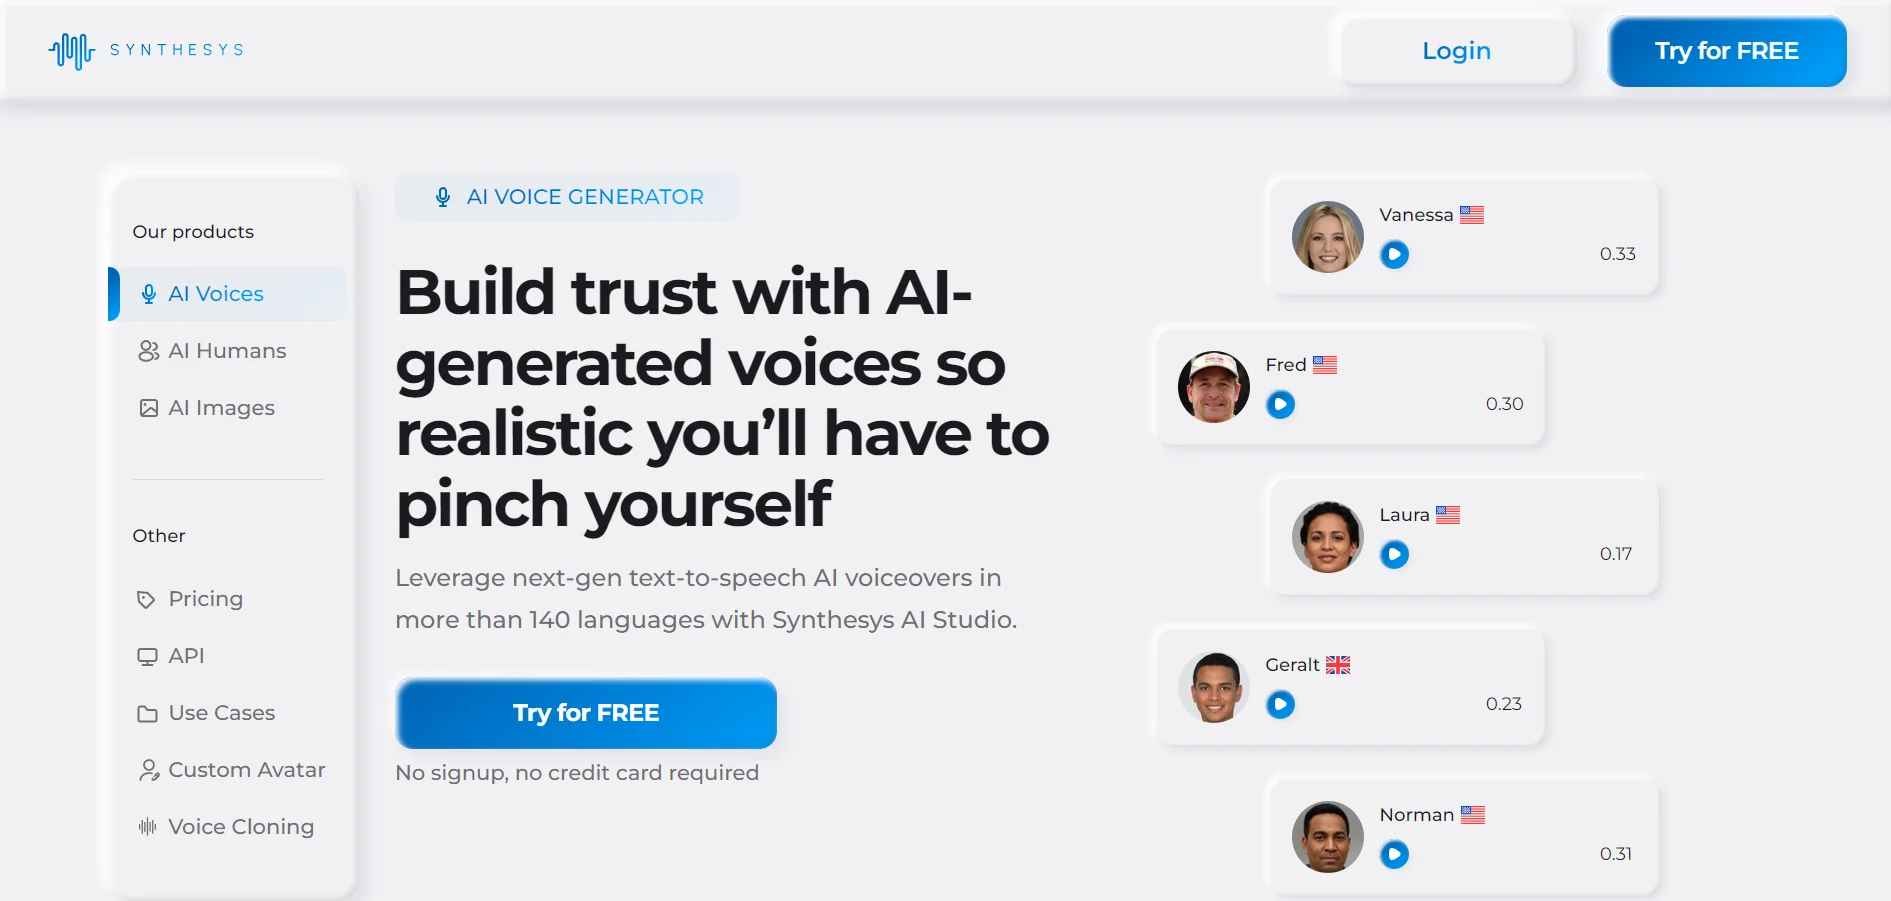 SYNTHESYS
Login
Try for FREE
Our products
AI Voices
AI Humans
AI Images
Other
Pricing
API
Use Cases
Custom Avatar
Voice Cloning
AI VOICE GENERATOR
Build trust with AI-
generated voices so
realistic you’ll have to
pinch yourself
Leverage next-gen text-to-speech AI voiceovers in
more than 140 languages with Synthesys AI Studio.
Try for FREE
No signup, no credit card required
Vanessa
0.33
Fred
0.30
Laura
0.17
Geralt
0.23
Norman
0.31